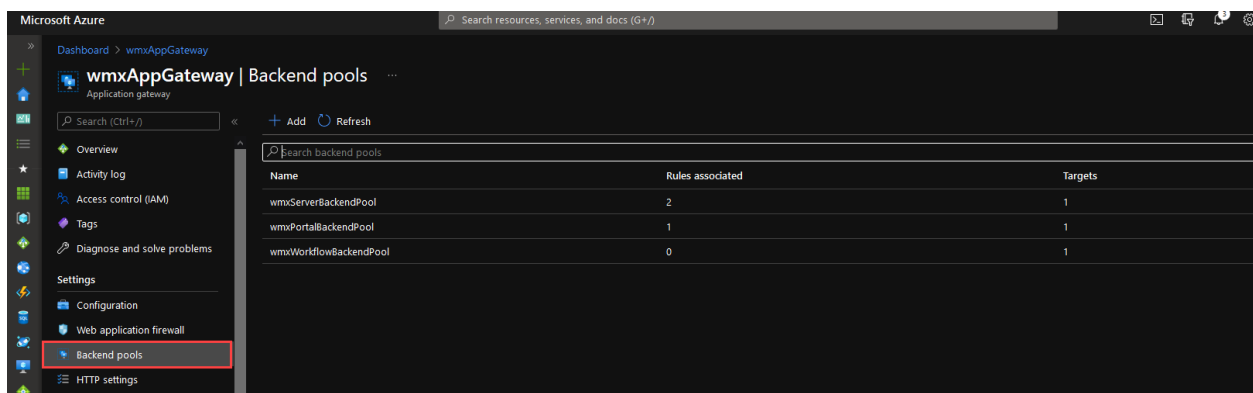 Microsoft Azure
Search resources, services, and docs (G+/)
3
Dashboard > wmxAppGateway
wmxAppGateway | Backend pools ...
Application gateway
Search (Ctrl+/)
«
+ Add
Refresh
Overview
Search backend pools
Activity log
Name Rules associated Targets
Access control (IAM)
wmxServerBackendPool 2 1
Tags
wmxPortalBackendPool 1 1
Diagnose and solve problems
wmxWorkflowBackendPool 0 1
Settings
Configuration
Web application firewall
Backend pools
HTTP settings